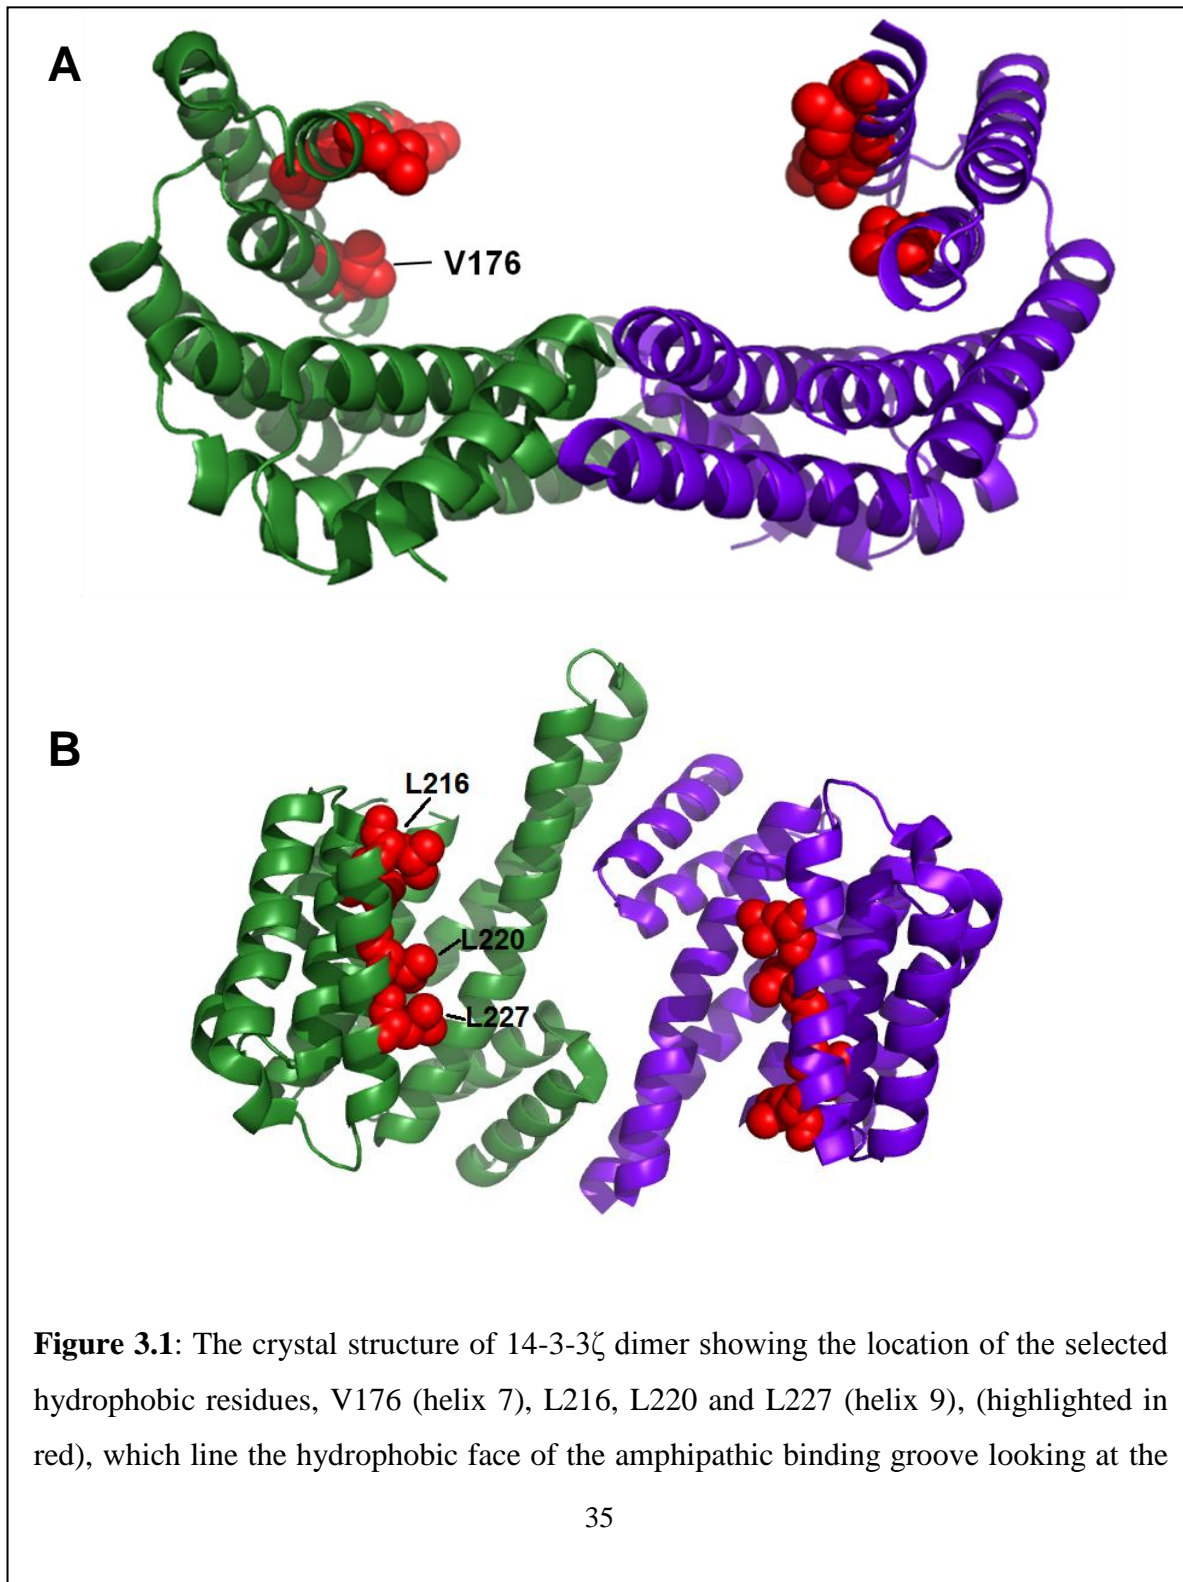 A
V176
B
L216
L220
L227
Figure 3.1: The crystal structure of 14-3-3ζ dimer showing the location of the selected
hydrophobic residues, V176 (helix 7), L216, L220 and L227 (helix 9), (highlighted in
red), which line the hydrophobic face of the amphipathic binding groove looking at the
35